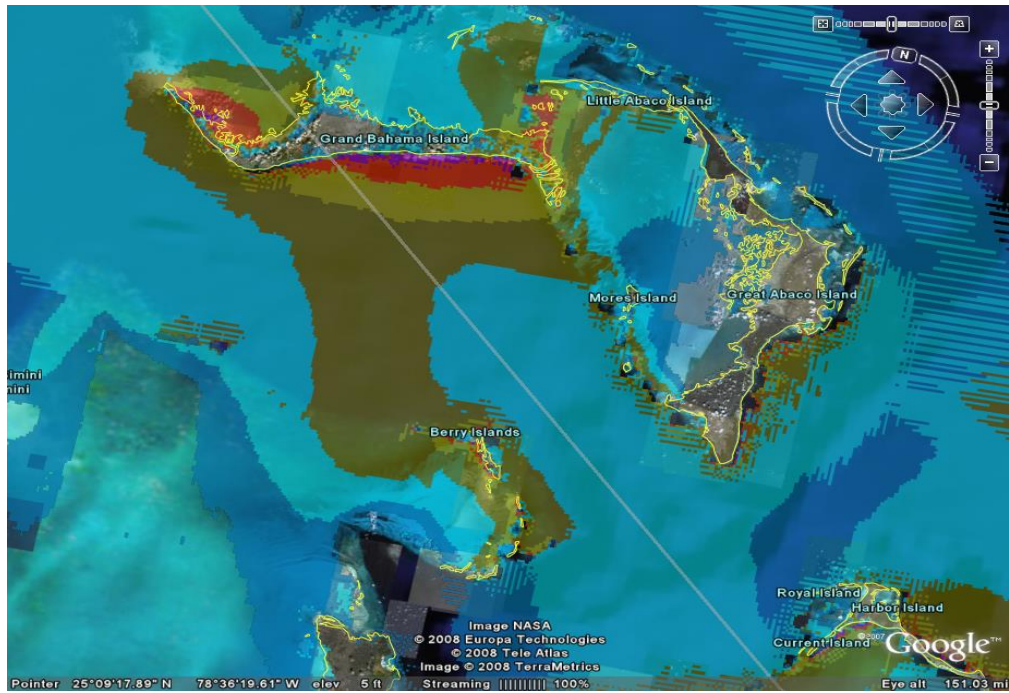 N
Little Abaco Island
Grand Bahama Island
Mores Island
Great Abaco Island
Berry Islands
Royal Island
Harbor Island
Current Island
Image NASA
© 2008 Europa Technologies
© 2008 Tele Atlas
Image © 2008 TerraMetrics
©2007 Google™
Pointer 25°09'17.89" N 78°36'19.61" W elev 5 ft Streaming |||||||||| 100% Eye alt 151.03 mi